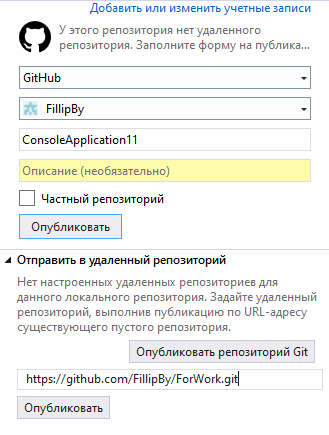 Добавить или изменить учетные записи
У этого репозитория нет удаленного
репозитория. Заполните форму на публика...
GitHub
FillipBy
ConsoleApplication11
Описание (необязательно)
Частный репозиторий
Опубликовать
Отправить в удаленный репозиторий
Нет настроенных удаленных репозиториев для
данного локального репозитория. Задайте удаленный
репозиторий, выполнив публикацию по URL-адресу
существующего пустого репозитория.
Опубликовать репозиторий Git
https://github.com/FillipBy/ForWork.git
Опубликовать